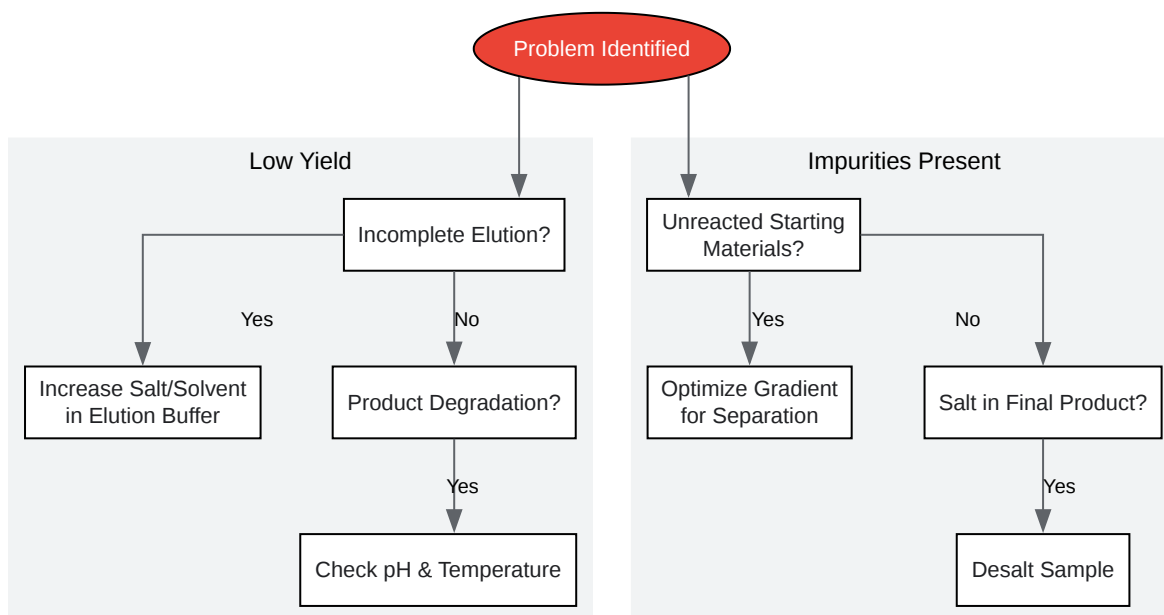 Problem Identified
Low Yield
Impurities Present
Incomplete Elution?
Unreacted Starting
Materials?
Yes
No
Yes
No
Increase Salt/Solvent
in Elution Buffer
Product Degradation?
Optimize Gradient
for Separation
Salt in Final Product?
Yes
Yes
Check pH & Temperature
Desalt Sample